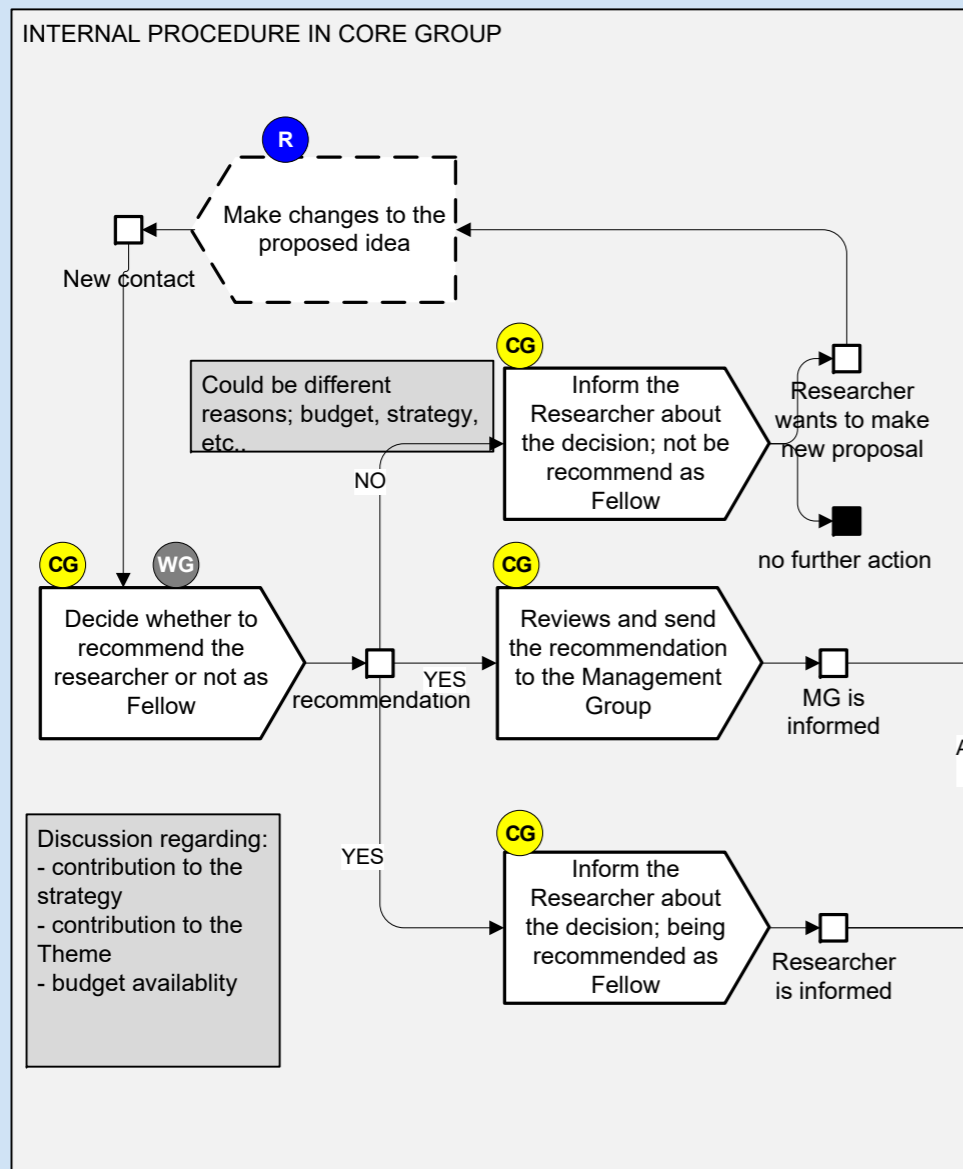 INTERNAL PROCEDURE IN CORE GROUP
R
Make changes to the
proposed idea
New contact
CG
Could be different
reasons; budget, strategy,
etc..
Inform the
Researcher about
the decision; not be
recommend as
Fellow
Researcher
wants to make
new proposal
NO
no further action
CG
WG
CG
Decide whether to
recommend the
researcher or not as
Fellow
recommendation
YES
Reviews and send
the recommendation
to the Management
Group
MG is
informed
A
Discussion regarding:
- contribution to the
strategy
- contribution to the
Theme
- budget availablity
YES
CG
Inform the
Researcher about
the decision; being
recommended as
Fellow
Researcher
is informed